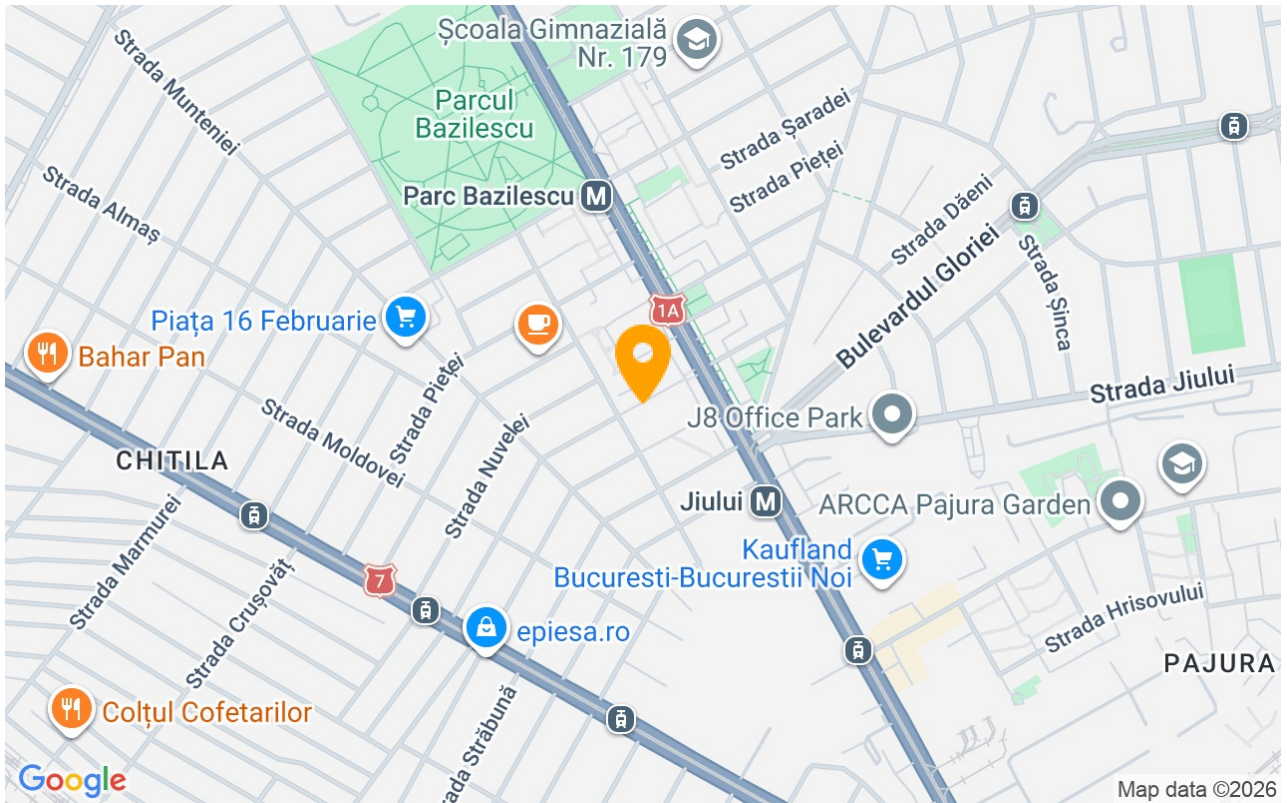 Școala Gimnazială
Nr. 179
Strada Munteniei
Parcul
Bazilescu
Strada Șaradei
Strada Pieței
Strada Almaș
Parc Bazilescu
M
Strada Dăeni
Bulevardul Gloriei
Strada Șinca
1A
Piața 16 Februarie
Bahar Pan
Strada Pieței
Strada Jiului
J8 Office Park
Strada Moldovei
Strada Nuvelei
CHITILA
Jiului
M
ARCCA Pajura Garden
Strada Marmurei
Kaufland
Bucuresti-Bucurestii Noi
7
Strada Crușovăț
epiesa.ro
Strada Hrisovului
PAJURA
Colțul Cofetarilor
ada Străbună
Google
Map data ©2026